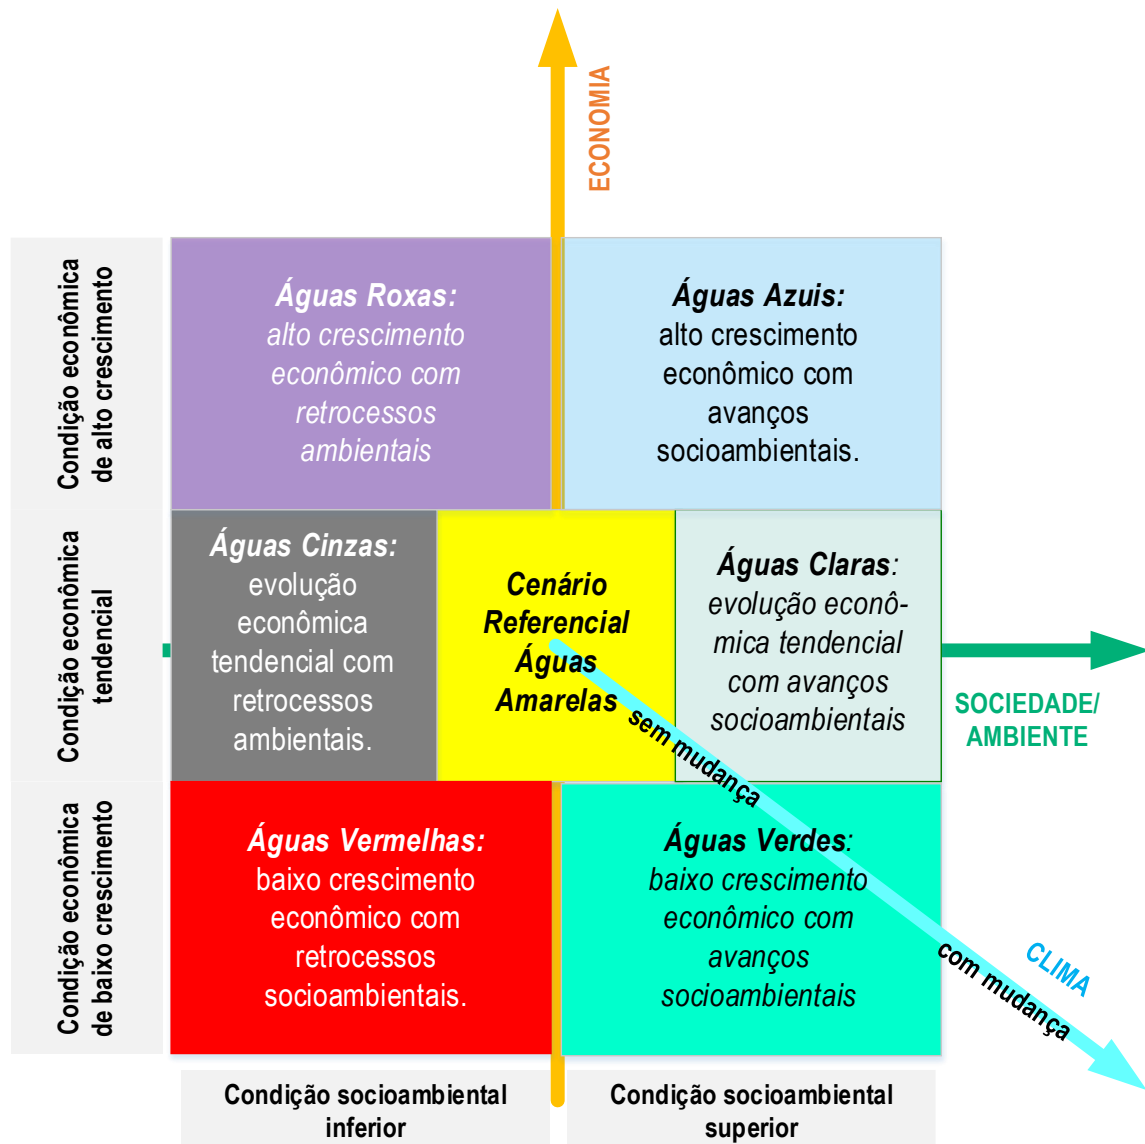 ECONOMIA
Condição econômica
de alto crescimento
Águas Roxas:
alto crescimento
econômico com
retrocessos
ambientais
Águas Azuis:
alto crescimento
econômico com
avanços
socioambientais.
Condição econômica
tendencial
Águas Cinzas:
evolução
econômica
tendencial com
retrocessos
ambientais.
Cenário
Referencial
Águas
Amarelas
Águas Claras:
evolução econô-
mica tendencial
com avanços
socioambientais
SOCIEDADE/
AMBIENTE
sem mudança
Condição econômica
de baixo crescimento
Águas Vermelhas:
baixo crescimento
econômico com
retrocessos
socioambientais.
Águas Verdes:
baixo crescimento
econômico com
avanços
socioambientais
CLIMA
com mudança
Condição socioambiental
inferior
Condição socioambiental
superior